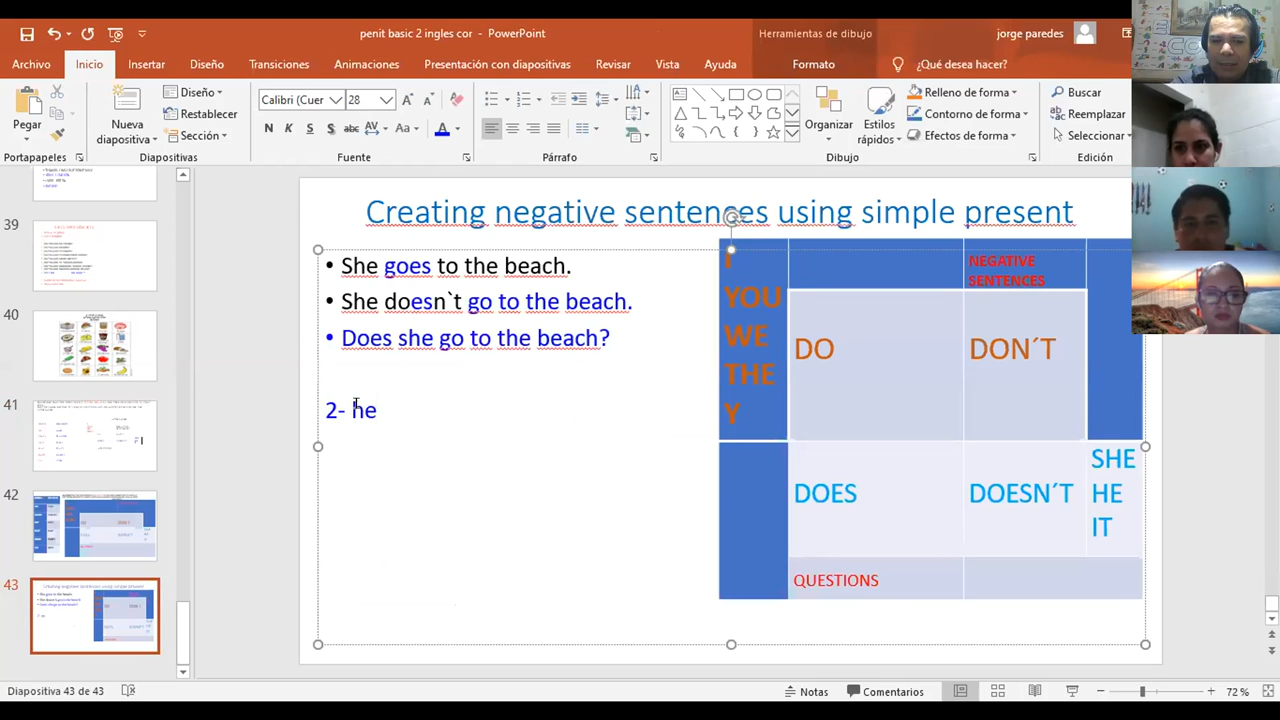 penit basic 2 ingles cor - PowerPoint
Herramientas de dibujo
jorge paredes
Archivo
Inicio
Insertar
Diseño
Transiciones
Animaciones
Presentación con diapositivas
Revisar
Vista
Ayuda
Formato
¿Qué desea hacer?
Pegar
Portapapeles
Nueva
diapositiva
Diseño
Restablecer
Sección
Diapositivas
Calibri (Cuer
28
N K S abc AV Aa A
Fuente
Párrafo
Organizar
Estilos
rápidos
Relleno de forma
Contorno de forma
Efectos de forma
Dibujo
Buscar
Reemplazar
Seleccionar
Edición
39
40
41
42
43
Creating negative sentences using simple present
• She goes to the beach.
• She doesn`t go to the beach.
• Does she go to the beach?
2- he
I
YOU
WE
THE
Y
NEGATIVE
SENTENCES
DO
DON´T
DOES
DOESN´T
SHE
HE
IT
QUESTIONS
Diapositiva 43 de 43
Notas
Comentarios
72 %